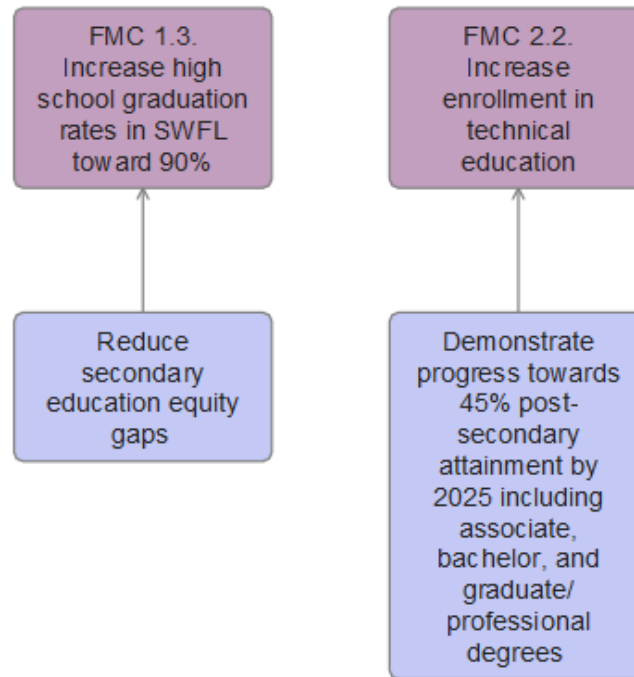 FMC 1.3.
Increase high
school graduation
rates in SWFL
toward 90%
FMC 2.2.
Increase
enrollment in
technical
education
Reduce
secondary
education equity
gaps
Demonstrate
progress towards
45% post-
secondary
attainment by
2025 including
associate,
bachelor, and
graduate/
professional
degrees